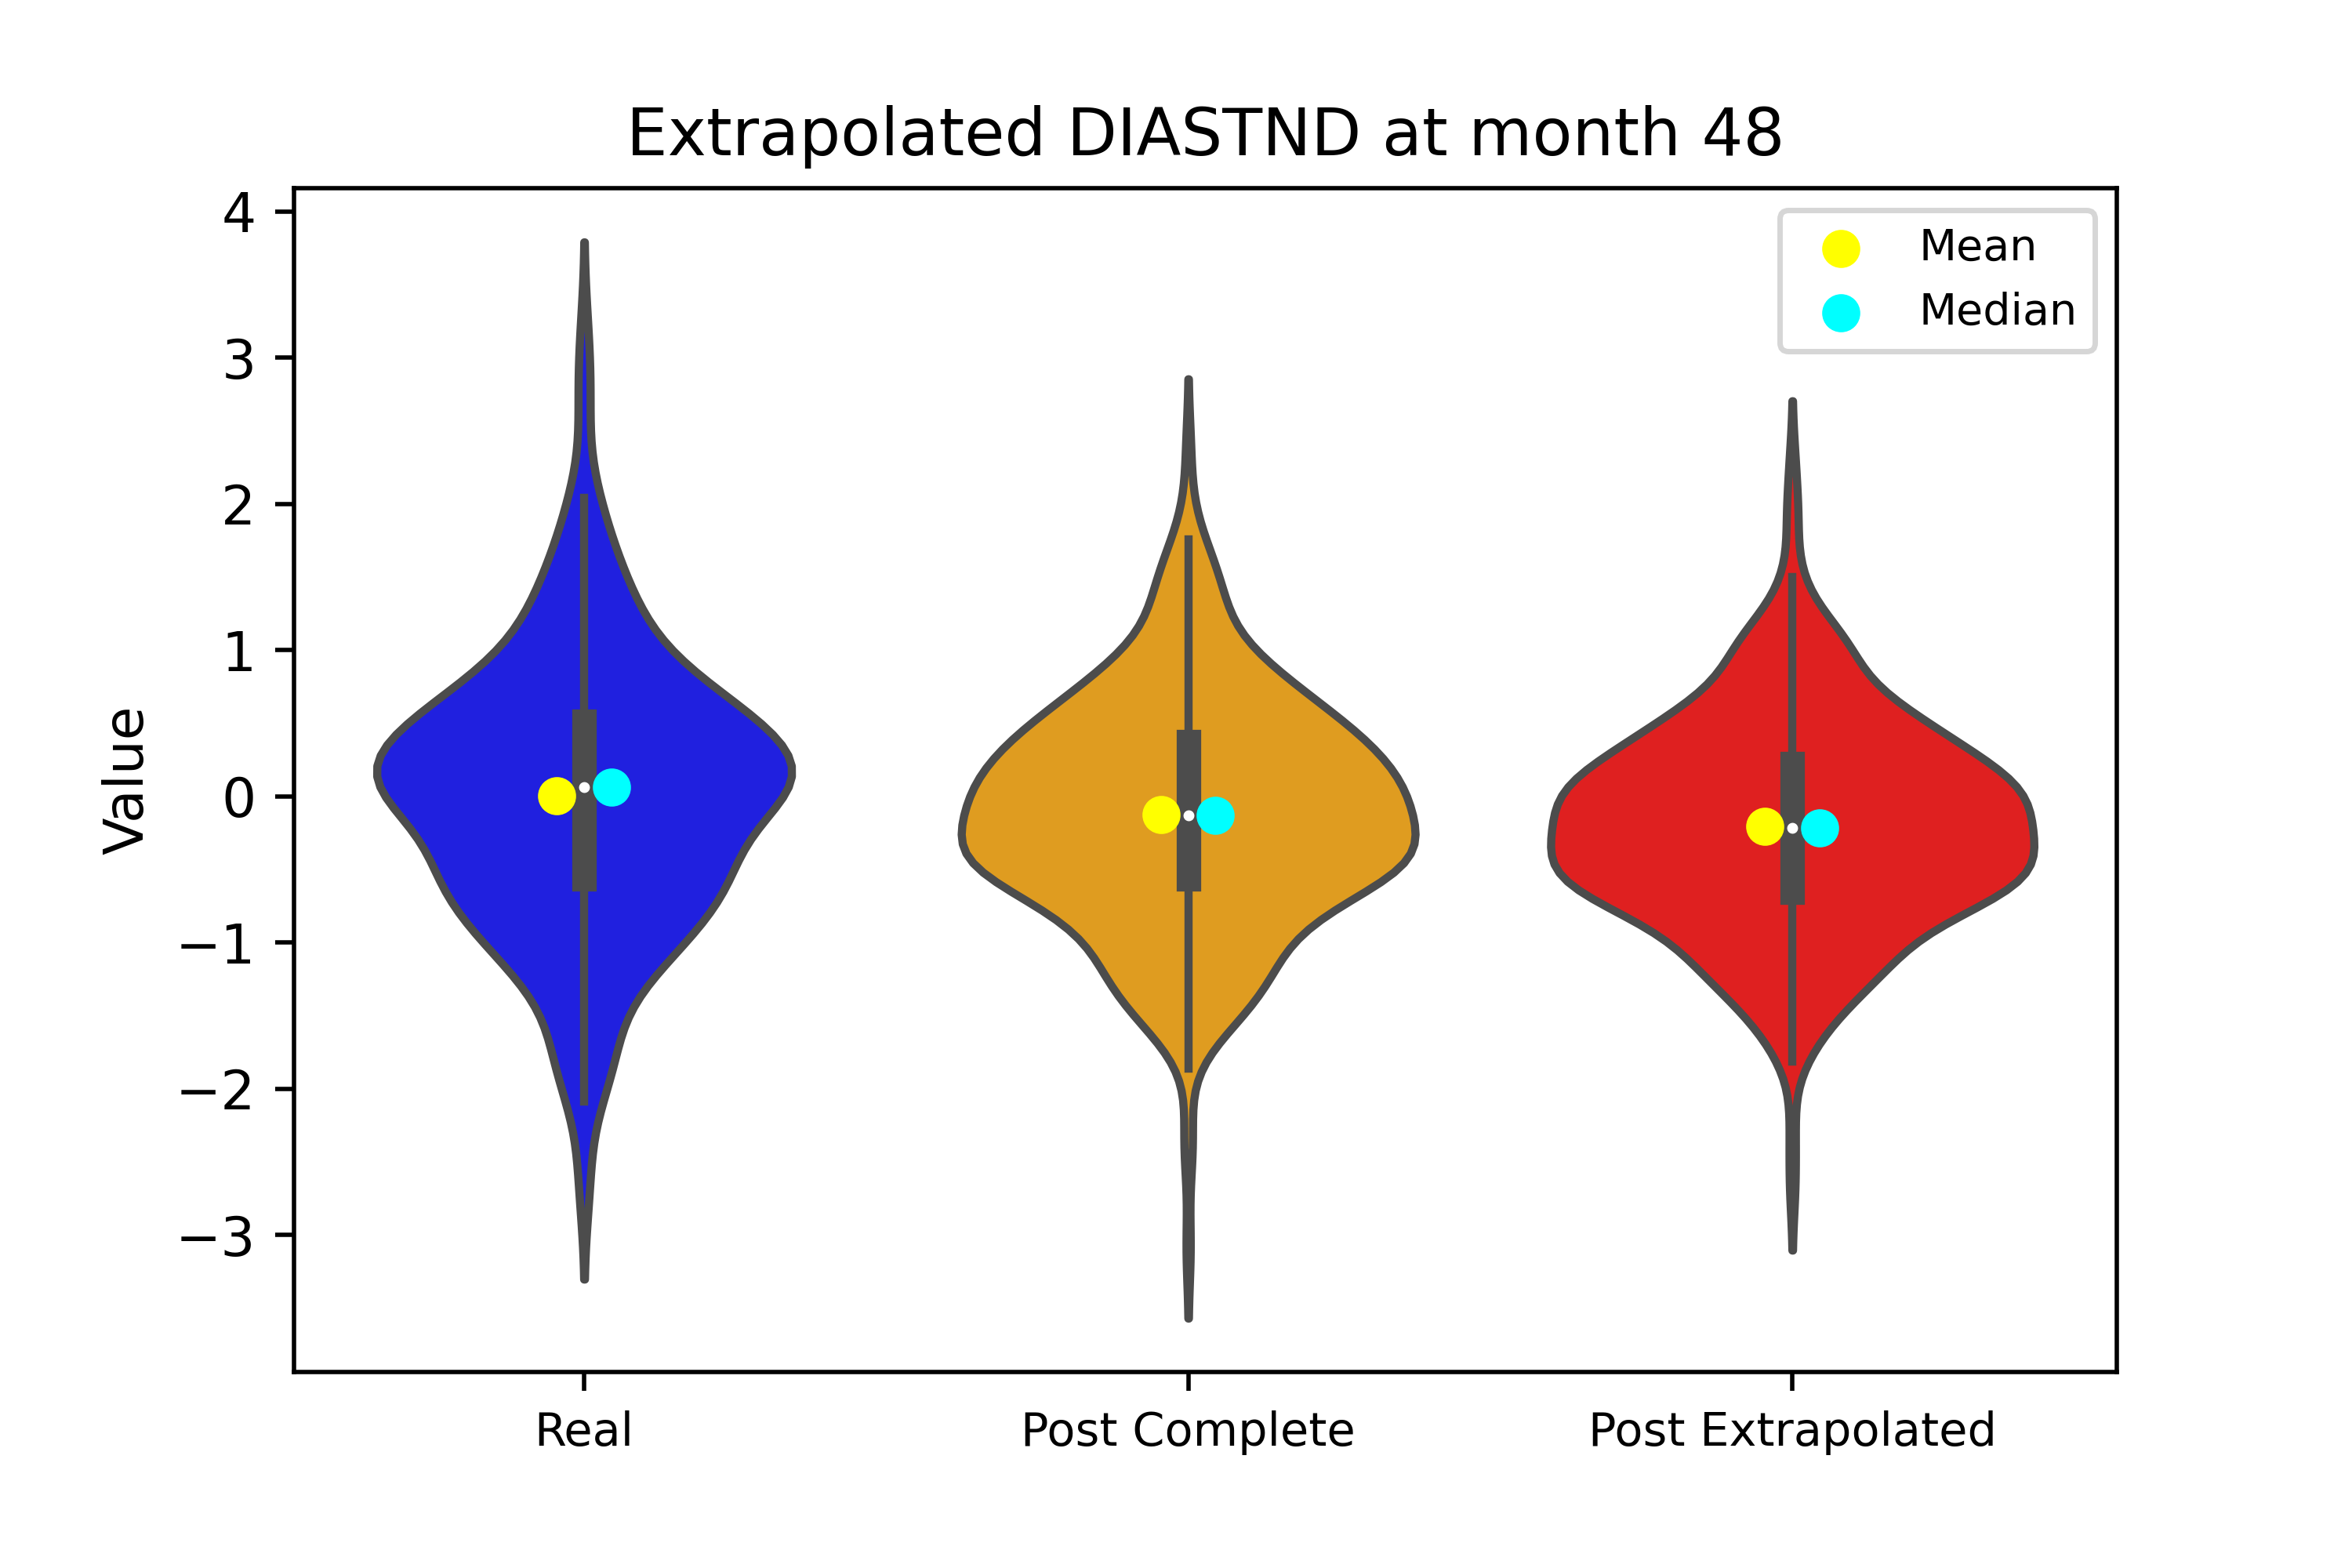 Extrapolated DIASTND at month 48
Mean
Median
4
3
2
1
0
−1
−2
−3
Value
Real
Post Complete
Post Extrapolated